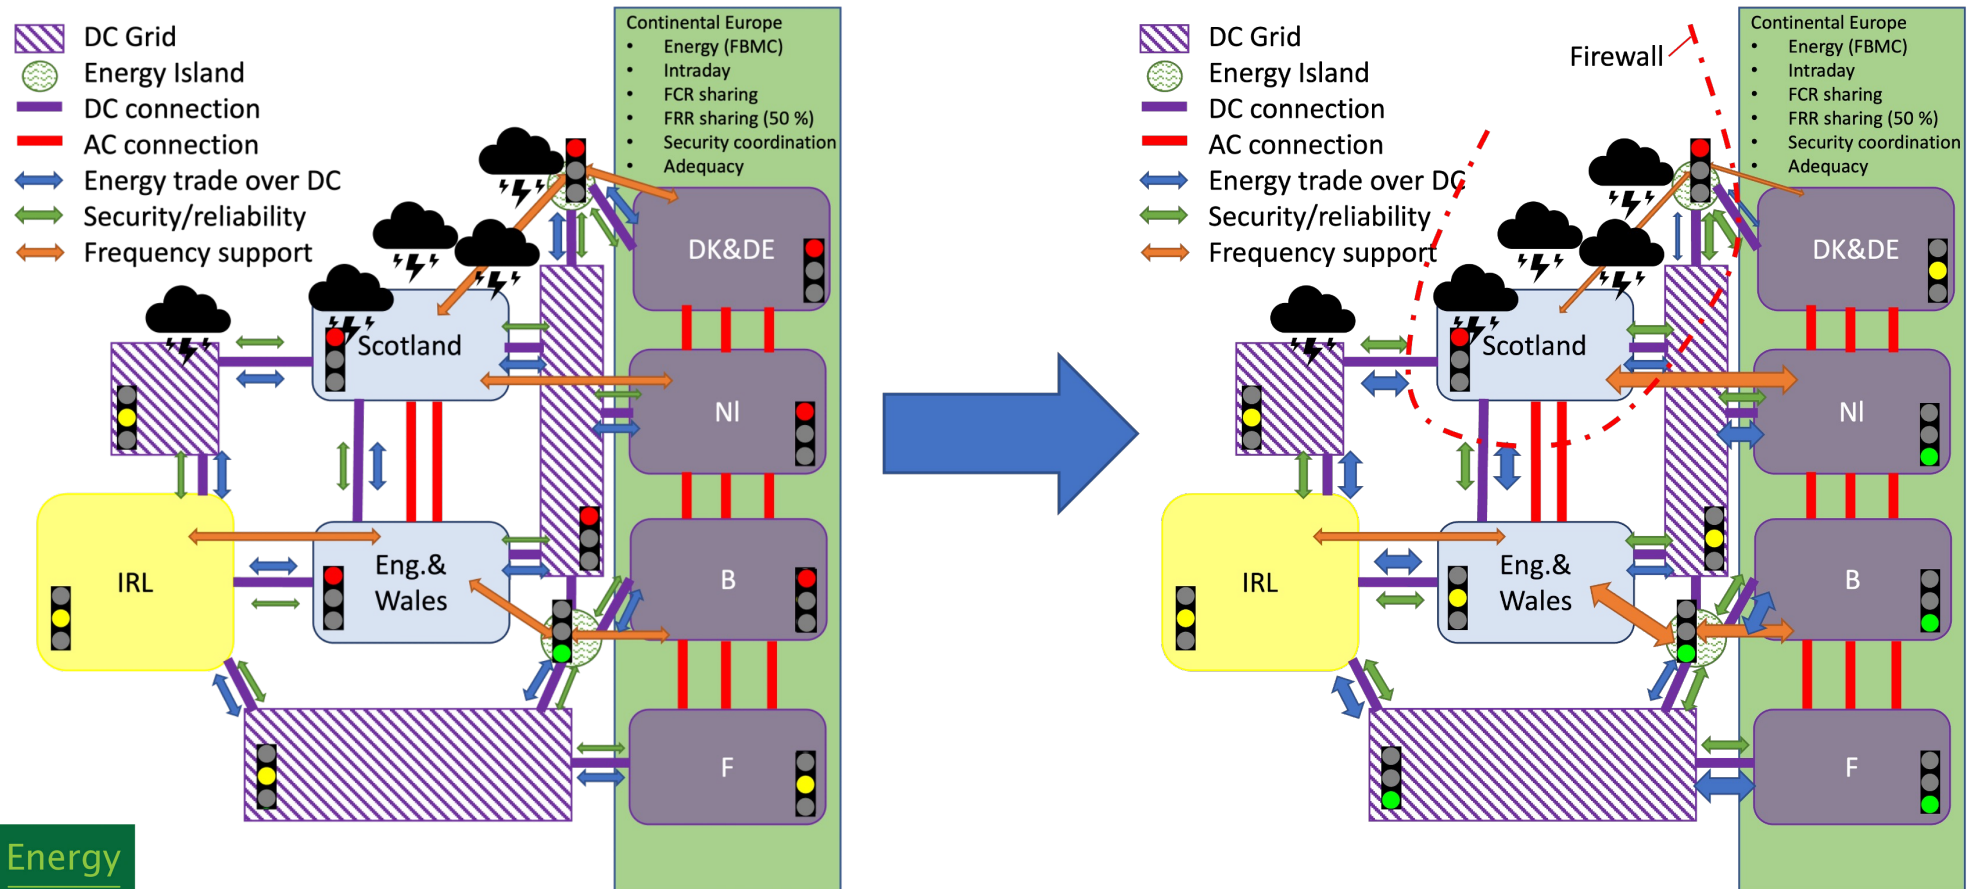 DC Grid
Energy Island
DC connection
AC connection
Energy trade over DC
Security/reliability
Frequency support
Continental Europe
• Energy (FBMC)
• Intraday
• FCR sharing
• FRR sharing (50 %)
• Security coordination
• Adequacy
DK&DE
Scotland
Nl
IRL
Eng.&
Wales
B
F
Energy
DC Grid
Energy Island
DC connection
AC connection
Energy trade over DC
Security/reliability
Frequency support
Firewall
Continental Europe
• Energy (FBMC)
• Intraday
• FCR sharing
• FRR sharing (50 %)
• Security coordination
• Adequacy
DK&DE
Scotland
Nl
IRL
Eng.&
Wales
B
F